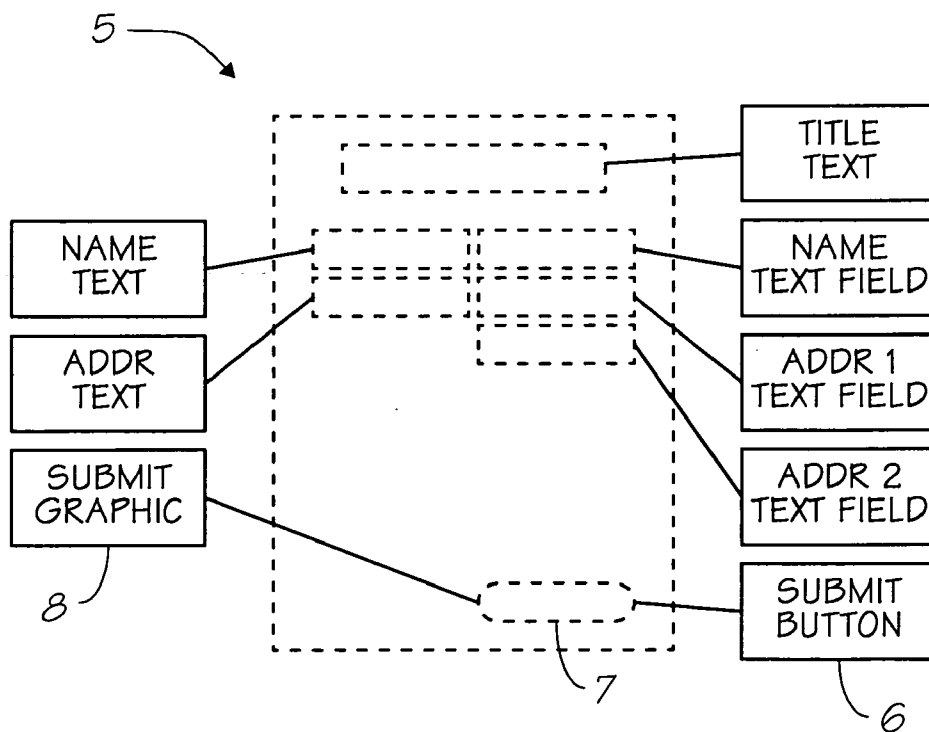 5
TITLE
TEXT
NAME
TEXT
NAME
TEXT FIELD
ADDR
TEXT
ADDR 1
TEXT FIELD
SUBMIT
GRAPHIC
ADDR 2
TEXT FIELD
8
SUBMIT
BUTTON
7
6